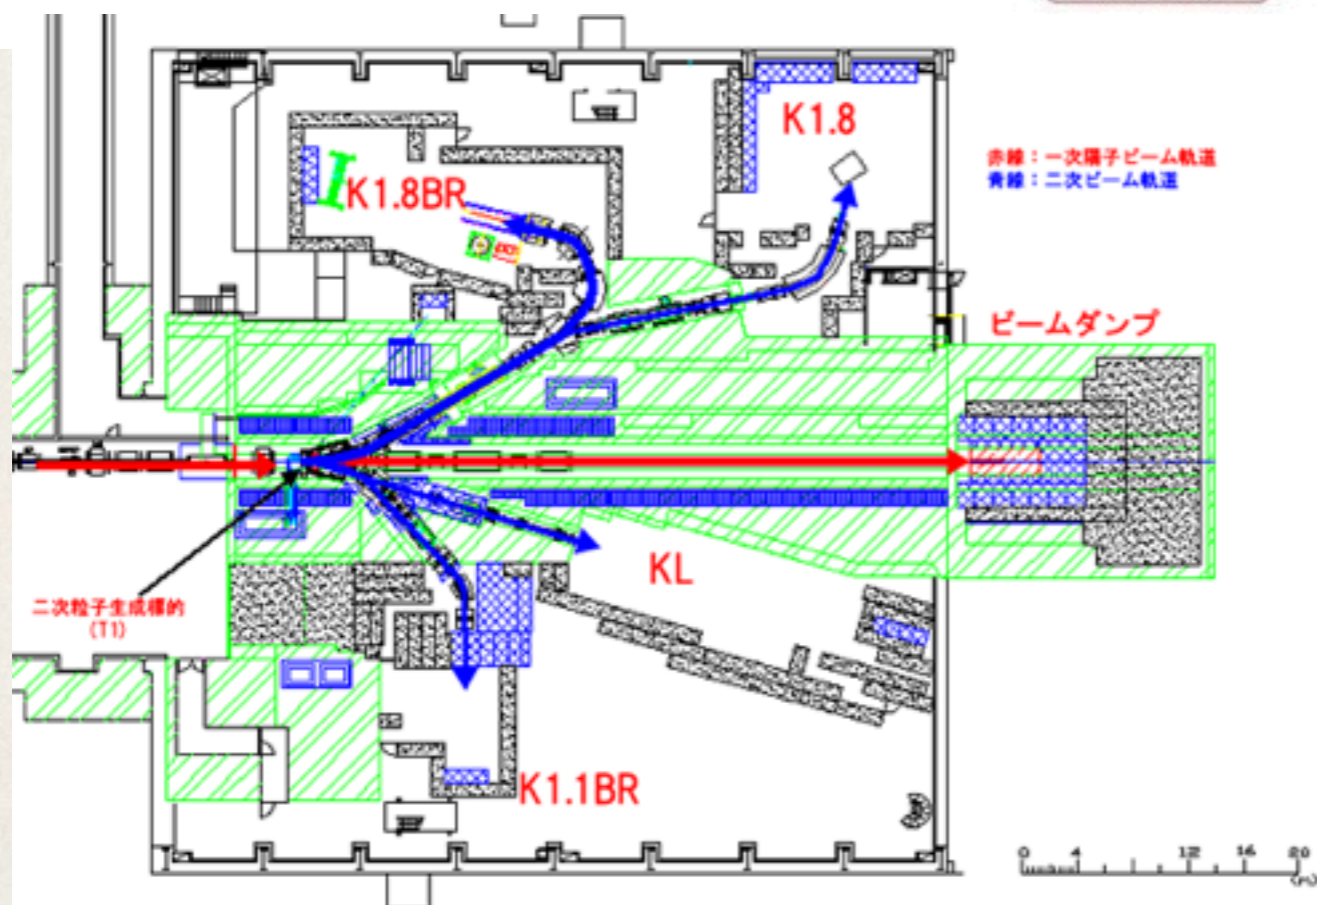 K1.8
赤線：一次陽子ビーム軌道
青線：二次ビーム軌道
K1.8BR
ビームダンプ
KL
二次粒子生成標的
(T1)
K1.1BR
0 4 12 16 20
(m)